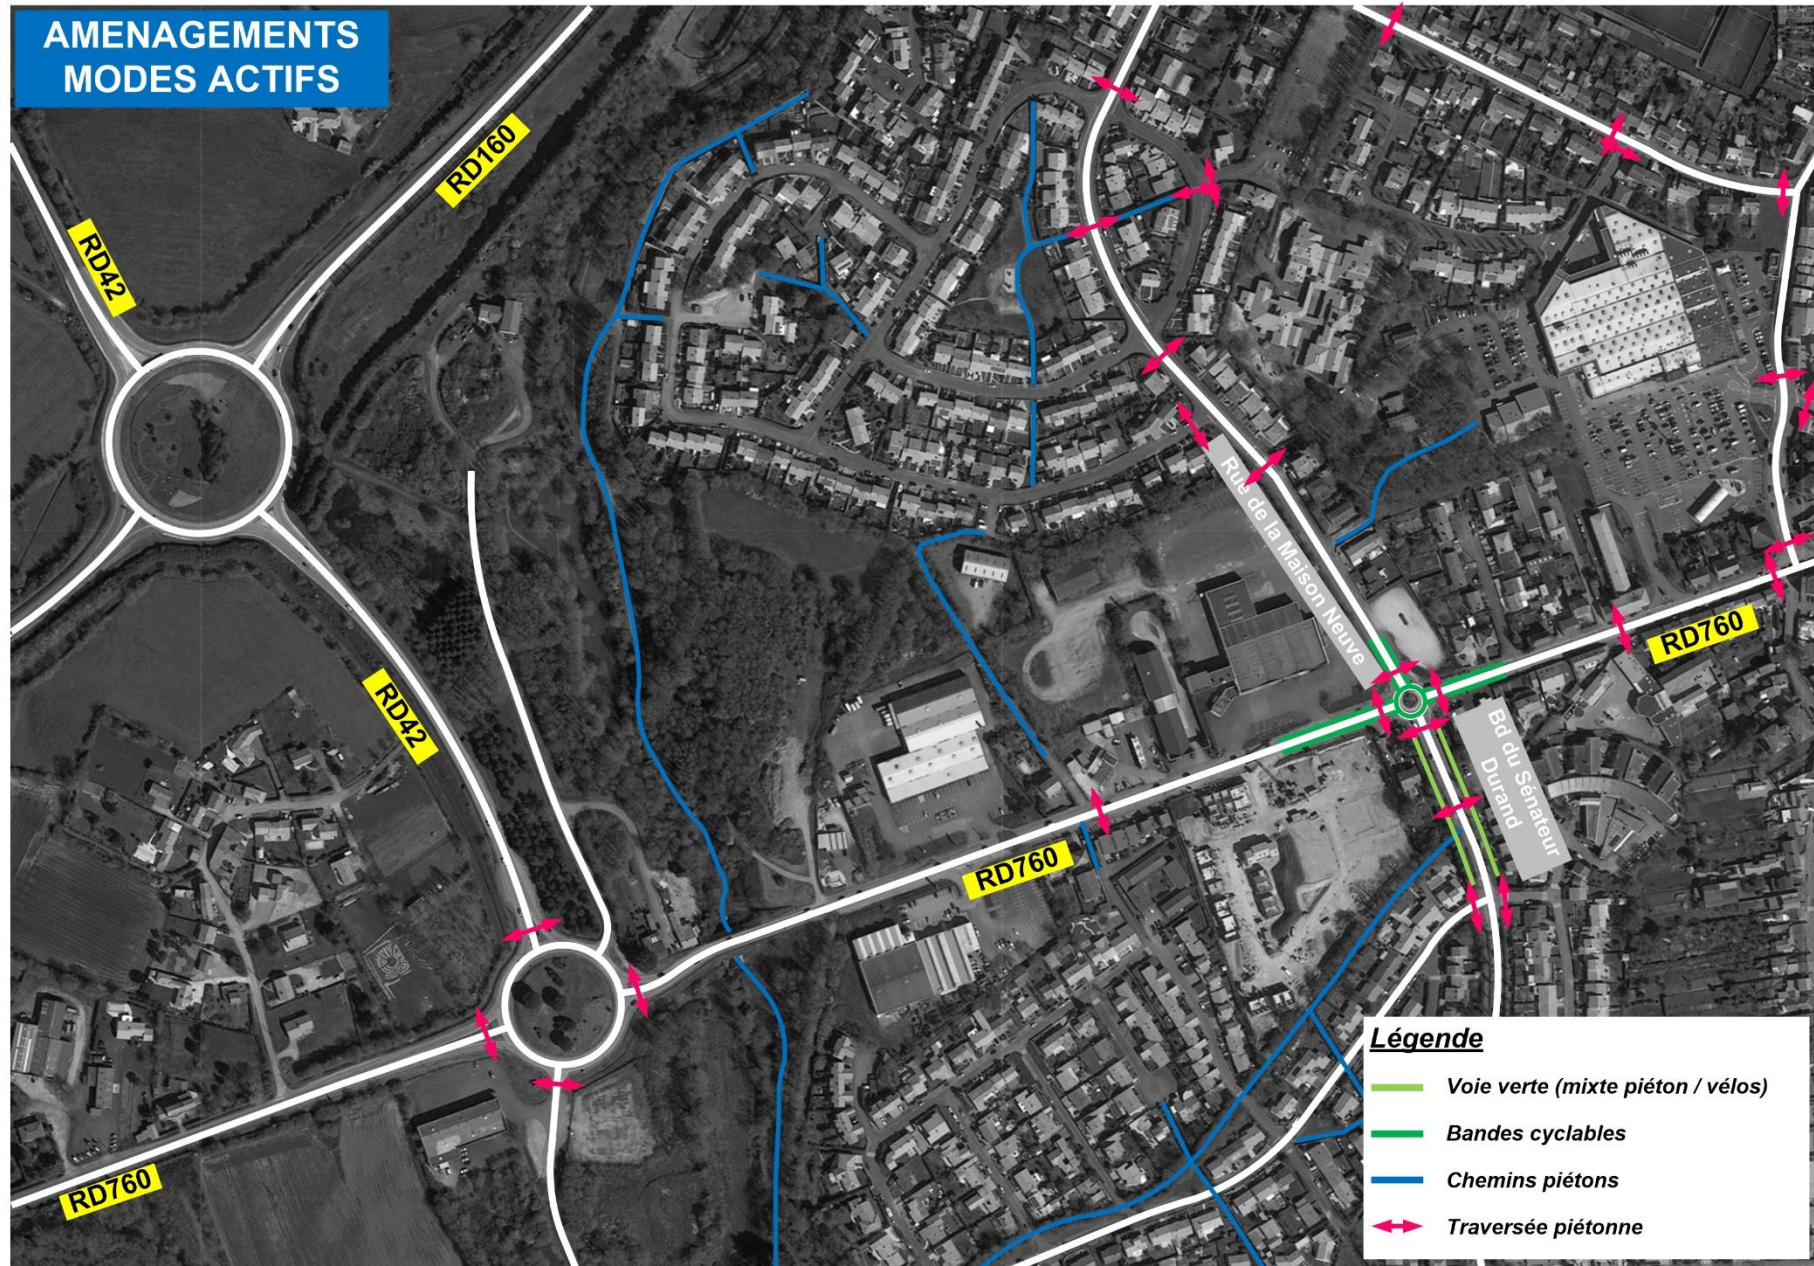 AMENAGEMENTS
MODES ACTIFS
RD160
RD42
RD42
Rue de la Maison Neuve
RD760
Bd du Sénateur
Durand
RD760
RD760
Légende
Voie verte (mixte piéton / vélos)
Bandes cyclables
Chemins piétons
Traversée piétonne